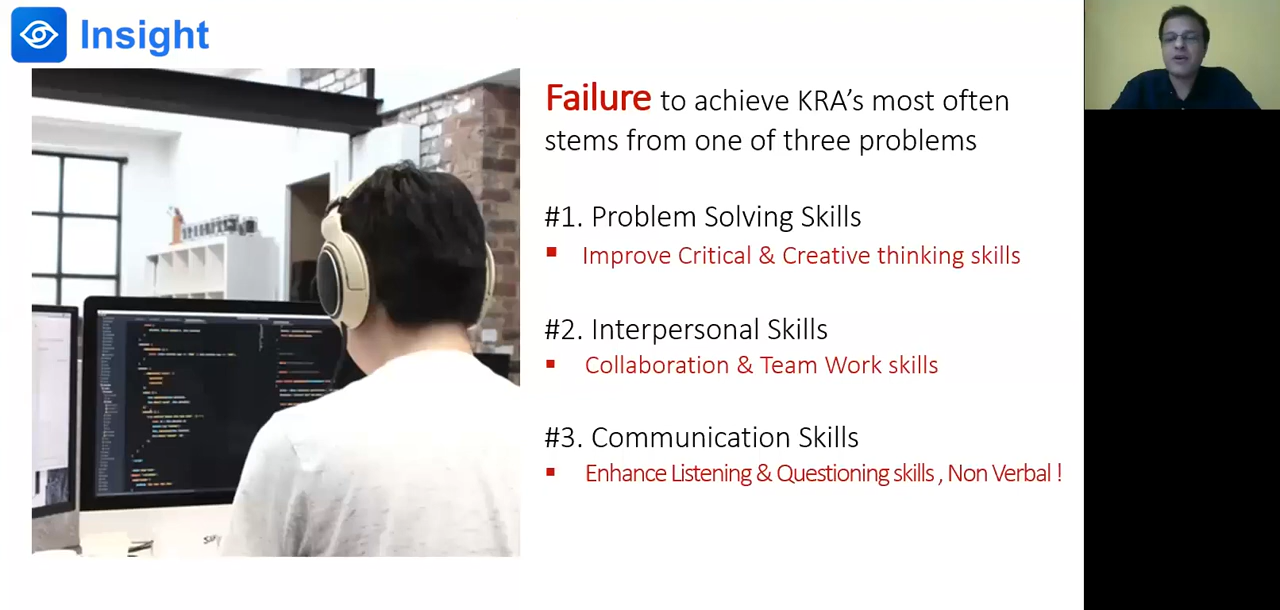 Insight
Failure to achieve KRA’s most often
stems from one of three problems
#1. Problem Solving Skills
▪ Improve Critical & Creative thinking skills
#2. Interpersonal Skills
▪ Collaboration & Team Work skills
#3. Communication Skills
▪ Enhance Listening & Questioning skills , Non Verbal !